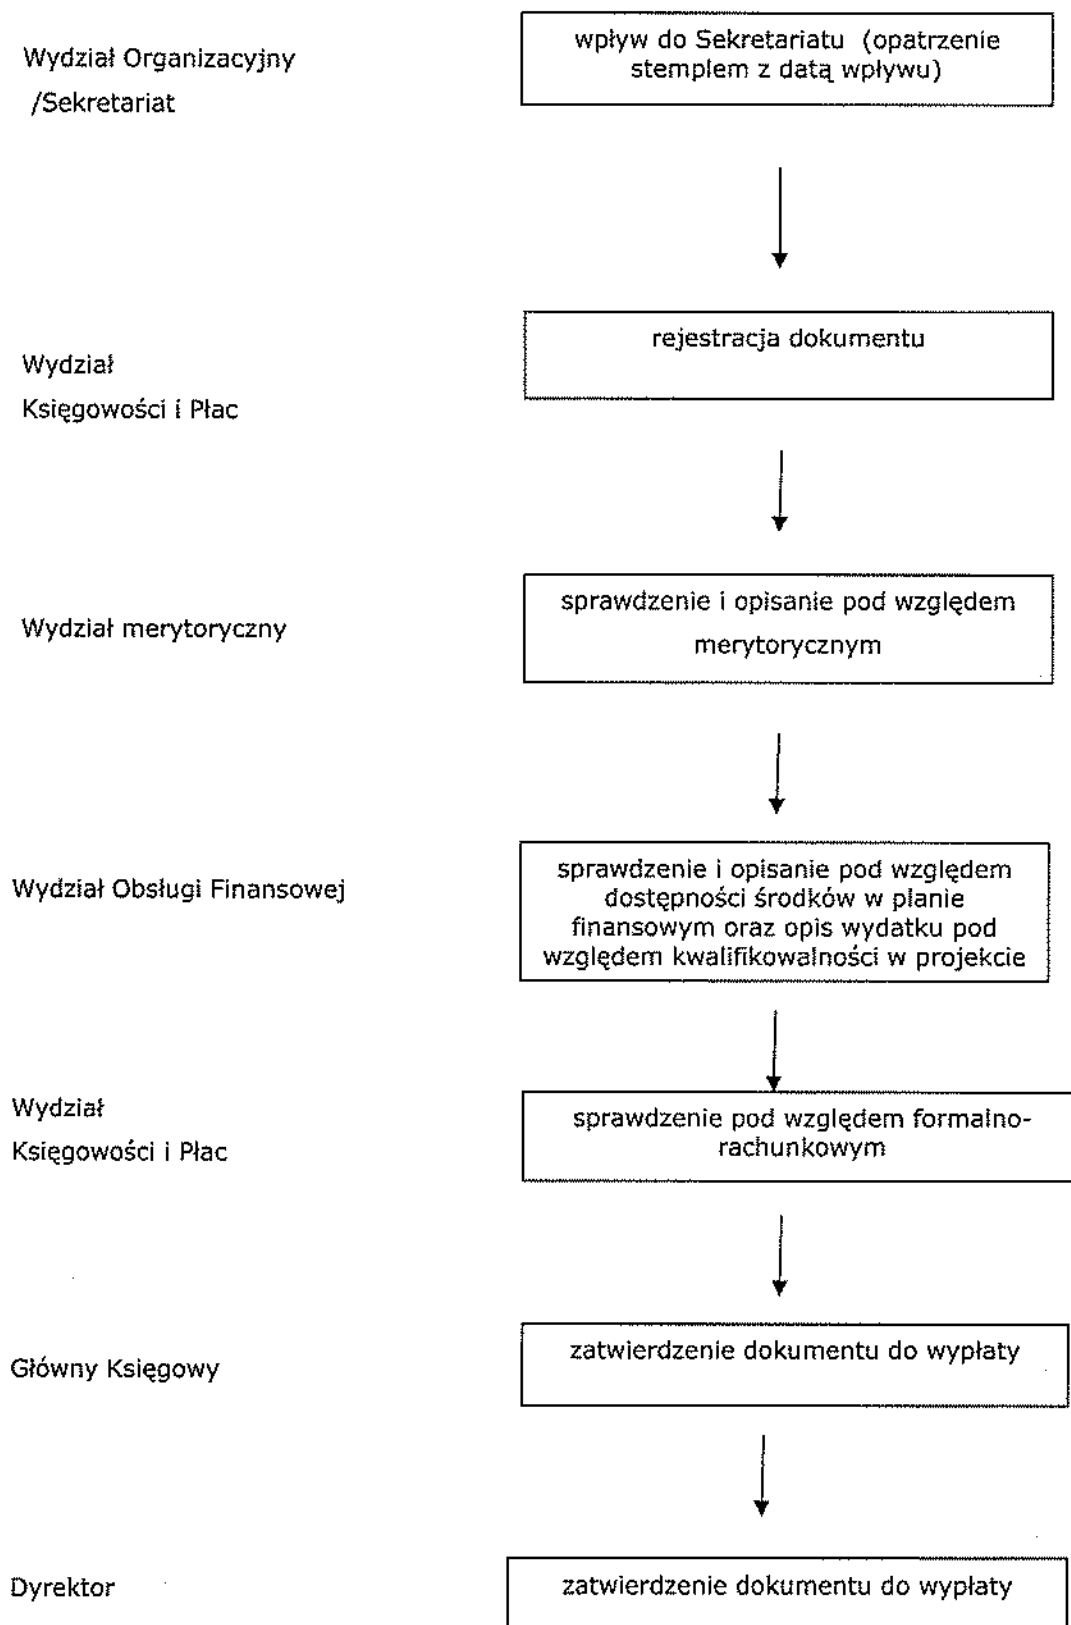 Wydział Organizacyjny
/Sekretariat
wpływ do Sekretariatu (opatrzenie
stemplem z datą wpływu)
Wydział
Księgowości i Płac
rejestracja dokumentu
Wydział merytoryczny
sprawdzenie i opisanie pod względem
merytorycznym
Wydział Obsługi Finansowej
sprawdzenie i opisanie pod względem
dostępności środków w planie
finansowym oraz opis wydatku pod
względem kwalifikowalności w projekcie
Wydział
Księgowości i Płac
sprawdzenie pod względem formalno-
rachunkowym
Główny Księgowy
zatwierdzenie dokumentu do wypłaty
Dyrektor
zatwierdzenie dokumentu do wypłaty